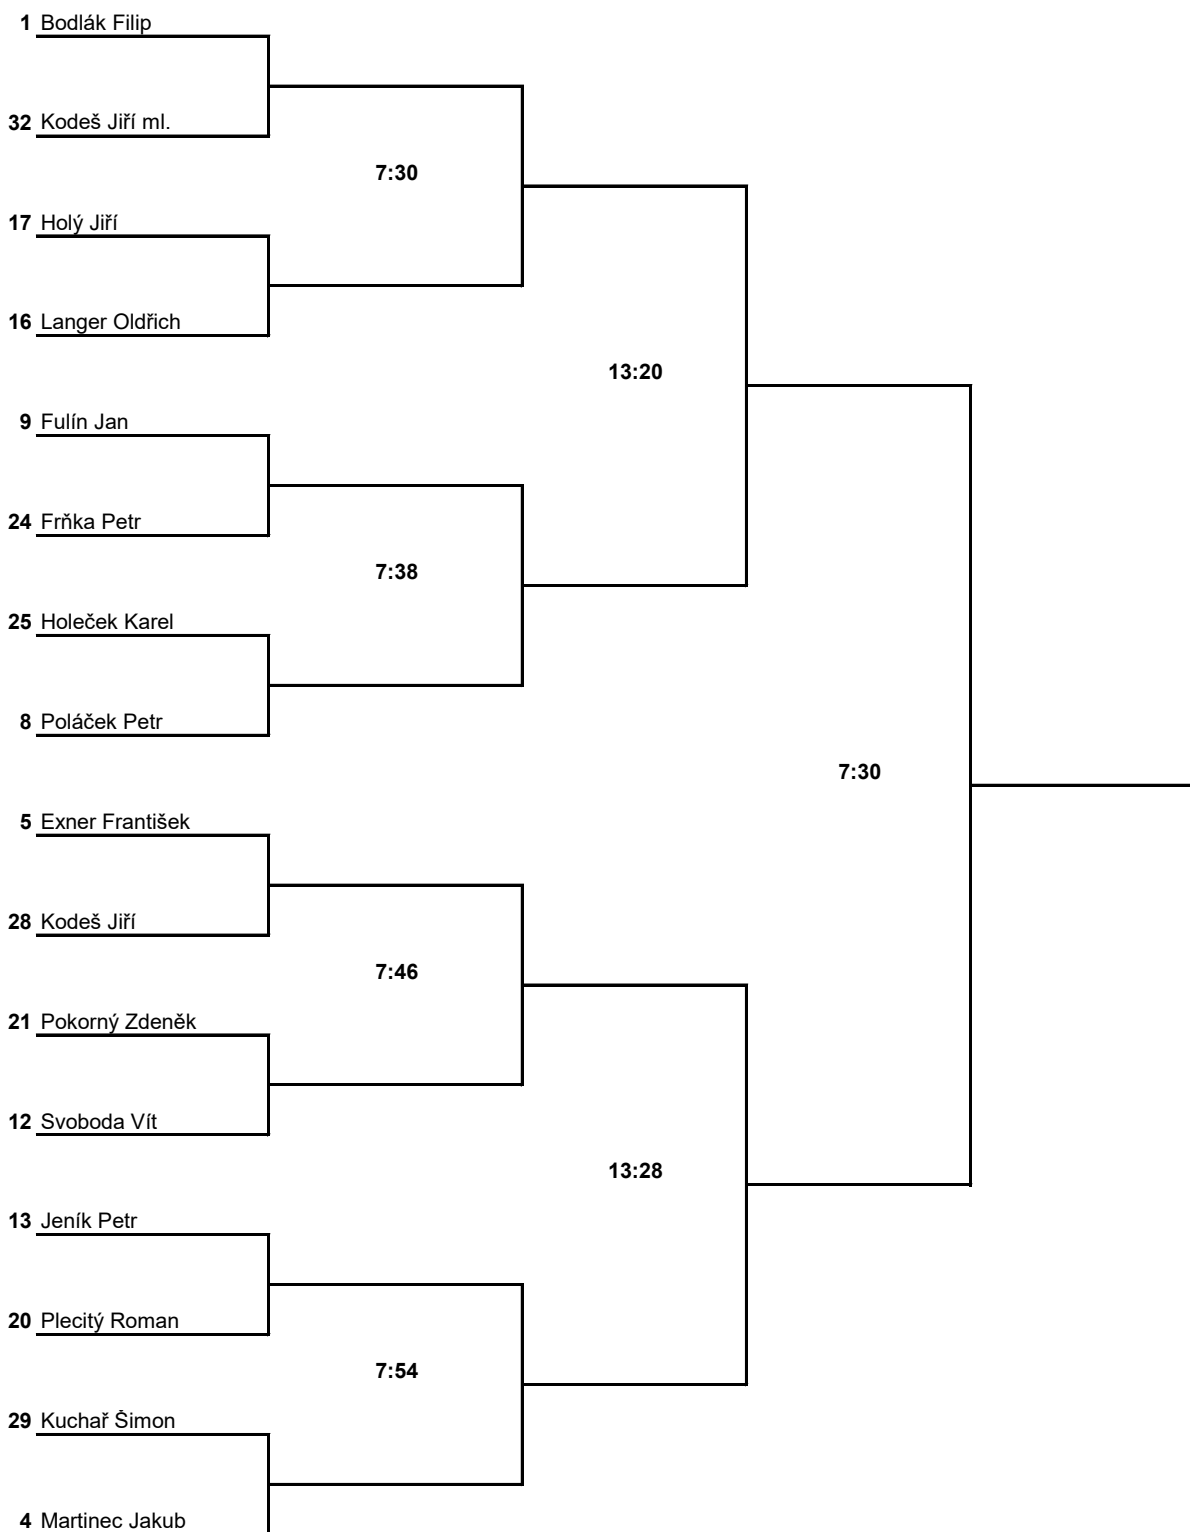 1 Bodlák Filip
32 Kodeš Jiří ml.
7:30
17 Holý Jiří
16 Langer Oldřich
13:20
9 Fulín Jan
24 Frňka Petr
7:38
25 Holeček Karel
8 Poláček Petr
7:30
5 Exner František
28 Kodeš Jiří
7:46
21 Pokorný Zdeněk
12 Svoboda Vít
13:28
13 Jeník Petr
20 Plecitý Roman
7:54
29 Kuchař Šimon
4 Martinec Jakub